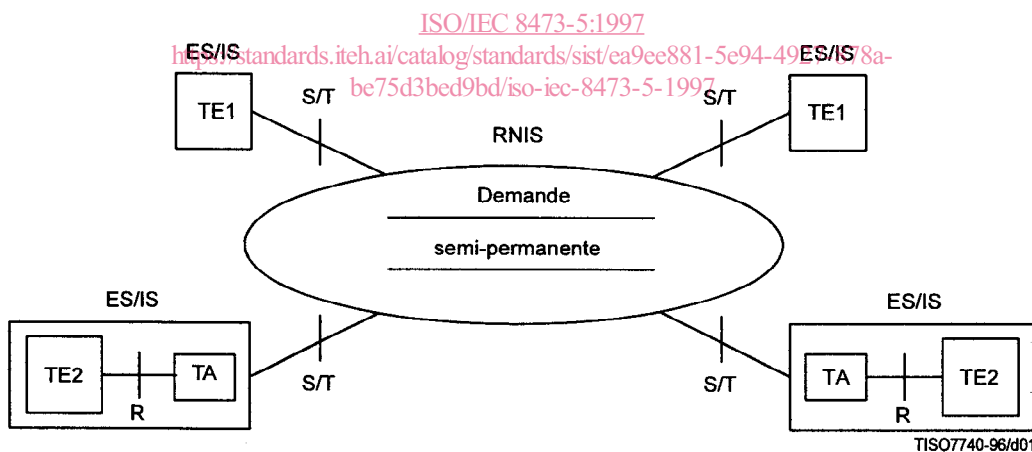 ISO/IEC 8473-5:1997
ES/IS
ES/IS
be75d3bed9bd/iso-iec-8473-5-1997
TE1
S/T
S/T
TE1
RNIS
Demande
semi-permanente
ES/IS
ES/IS
TE2
TA
R
S/T
S/T
TA
TE2
R
TISO7740-96/d01